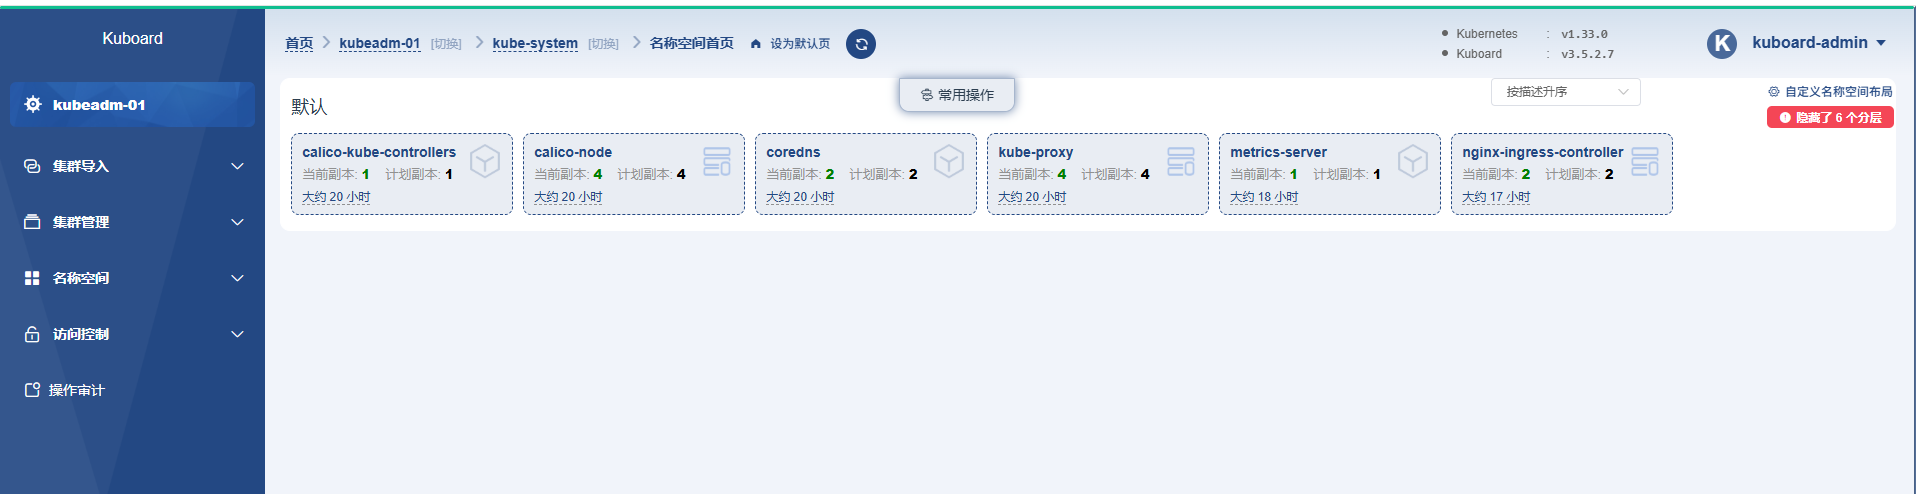 Kuboard
kubeadm-01
集群导入
集群管理
名称空间
访问控制
操作审计
首页 kubeadm-01 [切换] kube-system [切换] 名称空间首页 设为默认页
Kubernetes : v1.33.0
Kuboard : v3.5.2.7
K kuboard-admin
默认
常用操作
按描述升序
自定义名称空间布局
隐藏了 6 个分层
calico-kube-controllers
当前副本: 1 计划副本: 1
大约 20 小时
calico-node
当前副本: 4 计划副本: 4
大约 20 小时
coredns
当前副本: 2 计划副本: 2
大约 20 小时
kube-proxy
当前副本: 4 计划副本: 4
大约 20 小时
metrics-server
当前副本: 1 计划副本: 1
大约 18 小时
nginx-ingress-controller
当前副本: 2 计划副本: 2
大约 17 小时